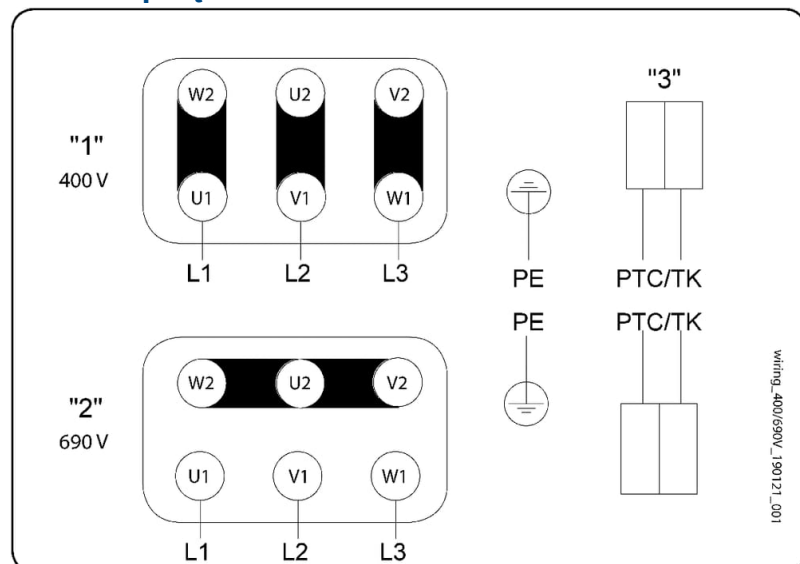 W2 U2 V2
"1"
400 V
U1 V1 W1
L1 L2 L3
"3"
PE PTC/TK
PE PTC/TK
W2 U2 V2
"2"
690 V
U1 V1 W1
L1 L2 L3
wiring_400/690V_190121_001